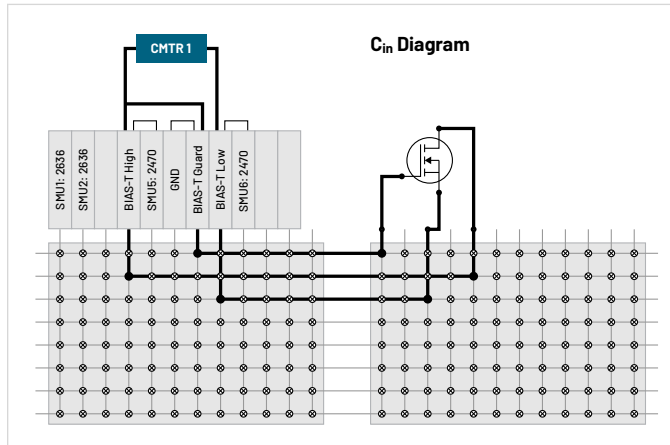 CMTR 1
Cin Diagram
SMU1: 2636
SMU2: 2636
BIAS-T High
SMU5: 2470
GND
BIAS-T Guard
BIAS-T Low
SMU6: 2470